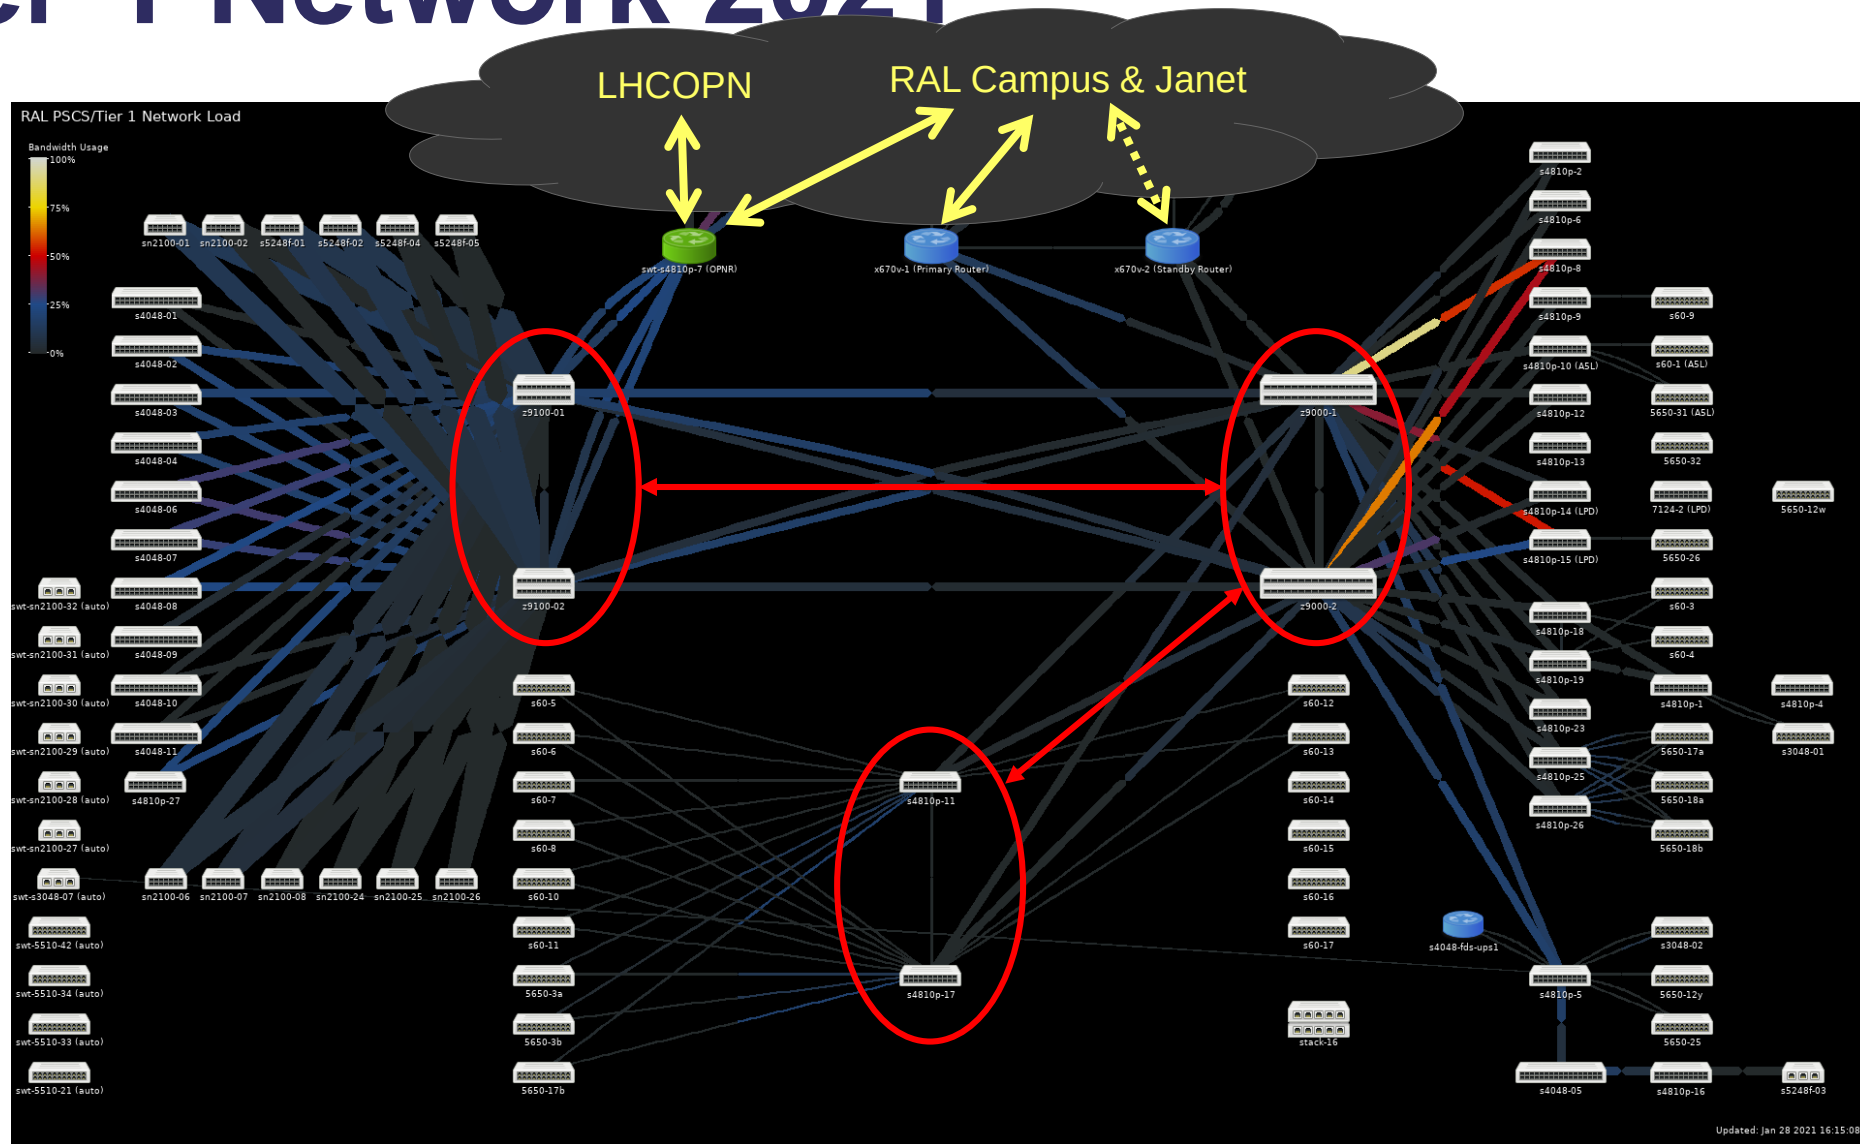 er 1 Network 2021
LHCOPN
RAL Campus & Janet
RAL PSCS/Tier 1 Network Load
Bandwidth Usage
100%
75%
50%
25%
0%
sn2100-01
sn2100-02
s5248f-01
s5248f-02
s5248f-04
s5248f-05
swt-s4810p-7 (OPNR)
x670v-1 (Primary Router)
x670v-2 (Standby Router)
s4048-01
s4048-02
s4048-03
s4048-04
s4048-06
s4048-07
s4048-08
s4048-09
s4048-10
s4048-11
s4810p-27
swt-sn2100-32 (auto)
swt-sn2100-31 (auto)
swt-sn2100-30 (auto)
swt-sn2100-29 (auto)
swt-sn2100-28 (auto)
swt-sn2100-27 (auto)
swt-s3048-07 (auto)
swt-5510-42 (auto)
swt-5510-34 (auto)
swt-5510-33 (auto)
swt-5510-21 (auto)
sn2100-06
sn2100-07
sn2100-08
sn2100-24
sn2100-25
sn2100-26
z9100-01
z9100-02
z9000-1
z9000-2
s60-5
s60-6
s60-7
s60-8
s60-10
s60-11
5650-3a
5650-3b
5650-17b
s4810p-11
s4810p-17
s60-12
s60-13
s60-14
s60-15
s60-16
s60-17
stack-16
s4048-fds-ups1
s4810p-2
s4810p-6
s4810p-8
s4810p-9
s4810p-10 (A5L)
s4810p-12
s4810p-13
s4810p-14 (LPD)
s4810p-15 (LPD)
s4810p-18
s4810p-19
s4810p-23
s4810p-25
s4810p-26
s4810p-5
s4048-05
s60-9
s60-1 (A5L)
5650-31 (A5L)
5650-32
7124-2 (LPD)
5650-26
s60-3
s60-4
s4810p-1
5650-17a
5650-18a
5650-18b
s3048-02
5650-12y
5650-25
s4810p-16
5650-12w
s4810p-4
s3048-01
s5248f-03
Updated: Jan 28 2021 16:15:08